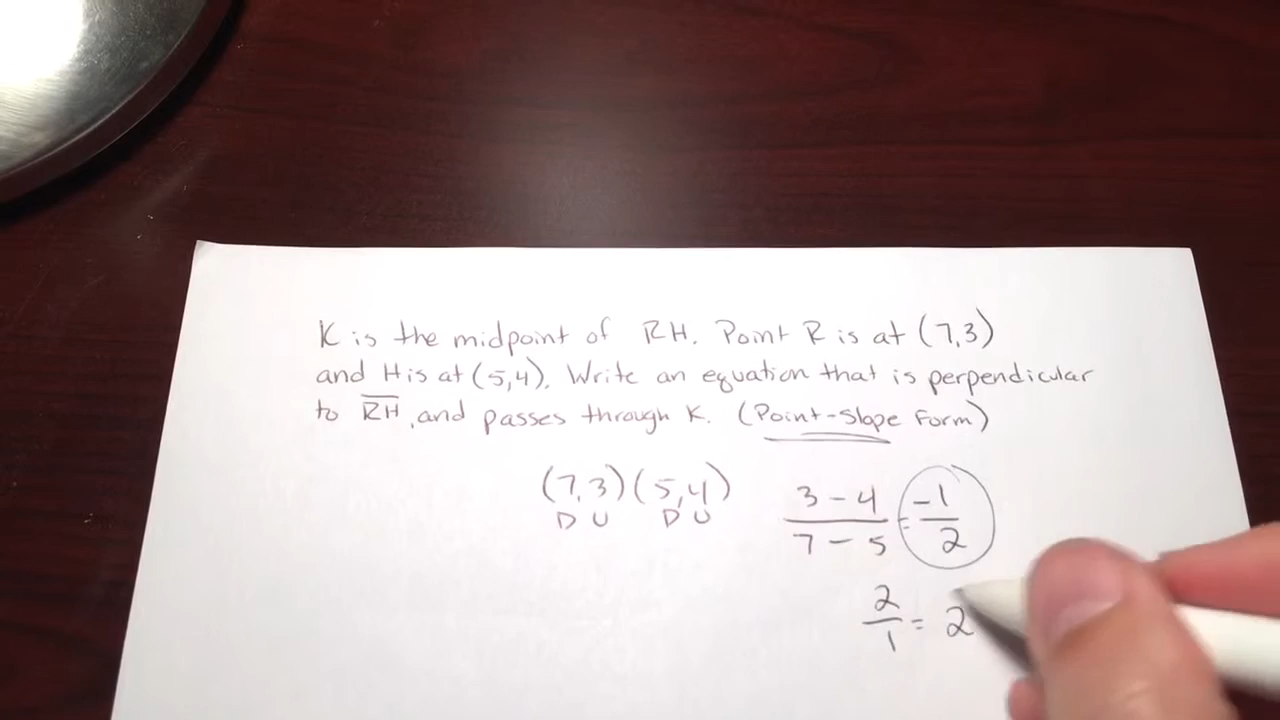 K is the midpoint of RH. Point R is at (7,3)
and H is at (5,4). Write an equation that is perpendicular
to RH, and passes through K. (Point-Slope Form)
(7,3) (5,4)
D U D U
3 - 4
7 - 5
= -1
2
2
1
= 2